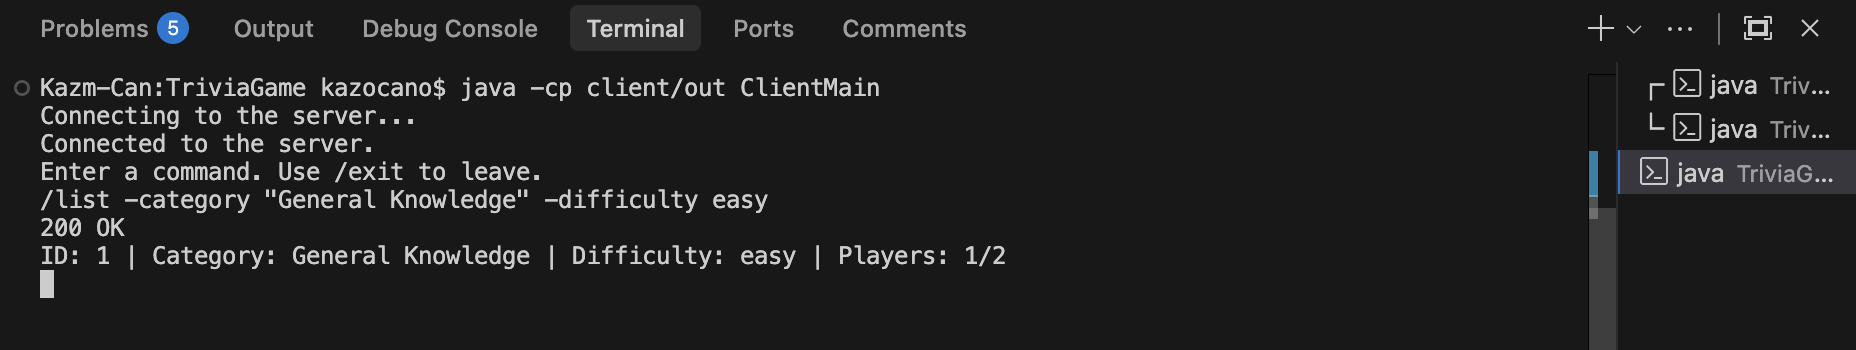 Problems 5 Output Debug Console Terminal Ports Comments
Kazm-Can:TriviaGame kazocano$ java -cp client/out ClientMain
Connecting to the server...
Connected to the server.
Enter a command. Use /exit to leave.
/list -category "General Knowledge" -difficulty easy
200 OK
ID: 1 | Category: General Knowledge | Difficulty: easy | Players: 1/2
java Triv...
java Triv...
java TriviaG...